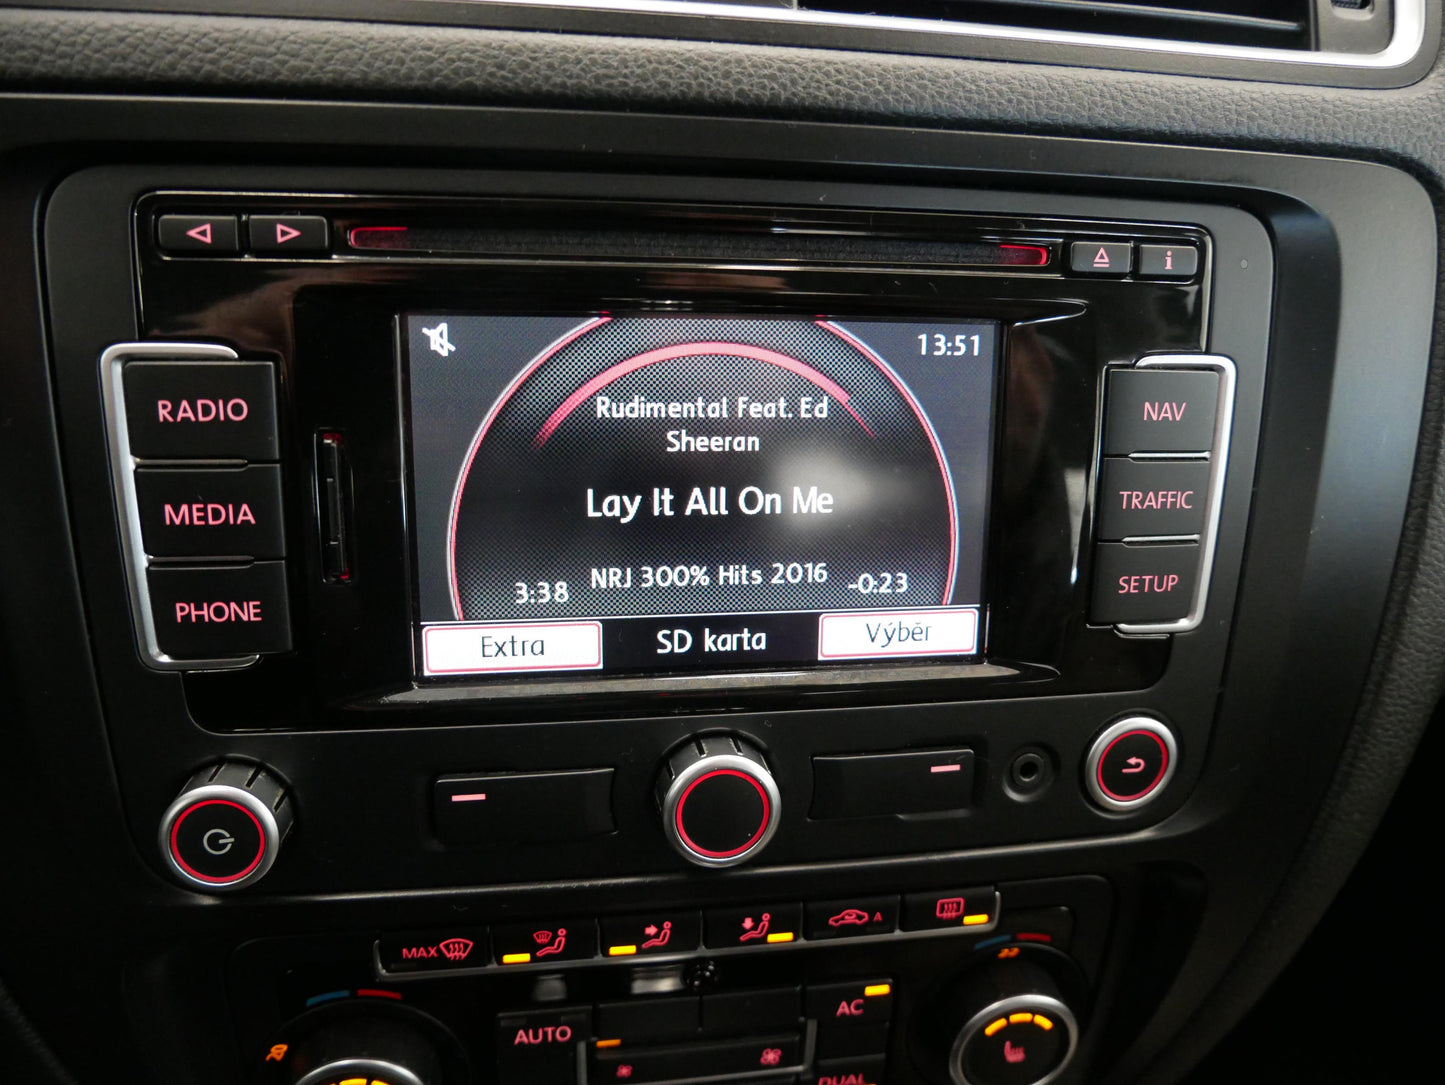 i
13:51
RADIO
MEDIA
PHONE
Rudimental Feat. Ed
Sheeran
Lay It All On Me
3:38
NRJ 300% Hits 2016
-0:23
Extra
SD karta
Výběr
NAV
TRAFFIC
SETUP
MAX
A
AUTO
AC
DUAL